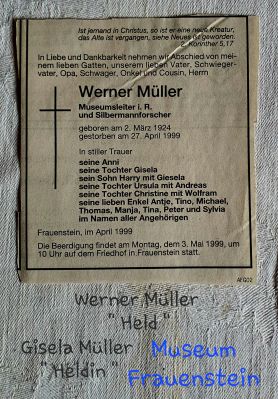 Ist jemand in Christus, so ist er eine neue Kreatur,
das Alte ist vergangen, siehe Neues ist geworden.
2. Korinther 5,17
In Liebe und Dankbarkeit nehmen wir Abschied von mei-
nem lieben Gatten, unserem lieben Vater, Schwieger-
vater, Opa, Schwager, Onkel und Cousin, Herrn
Werner Müller
Museumsleiter i. R.
und Silbermannforscher
geboren am 2. März 1924
gestorben am 27. April 1999
In stiller Trauer
seine Anni
seine Tochter Gisela
sein Sohn Harry mit Giesela
seine Tochter Ursula mit Andreas
seine Tochter Christine mit Wolfram
seine lieben Enkel Antje, Tino, Michael,
Thomas, Manja, Tina, Peter und Sylvia
im Namen aller Angehörigen
Frauenstein, im April 1999
Die Beerdigung findet am Montag, dem 3. Mai 1999, um
10 Uhr auf dem Friedhof in Frauenstein statt.
Werner Müller
" Held "
Gisela Müller
" Heldin "
Museum
Frauenstein